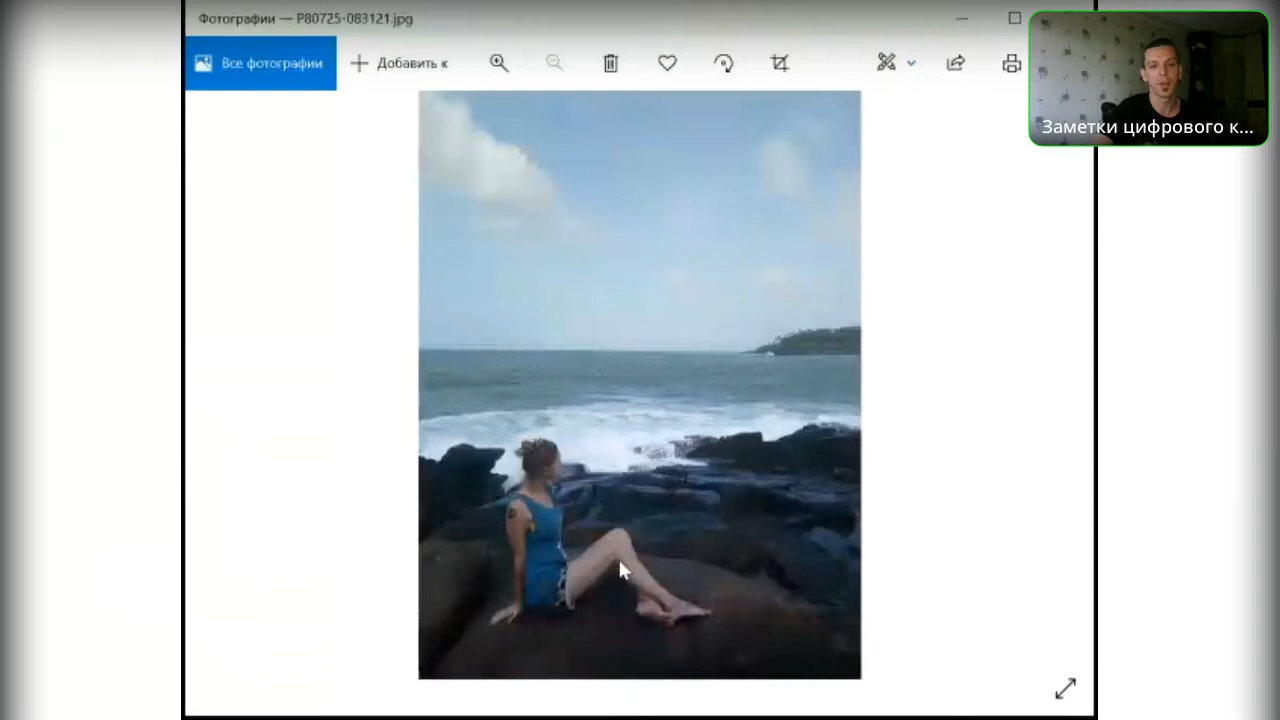 Фотографии — P80725-083121.jpg
Все фотографии
Добавить к
Заметки цифрового к...